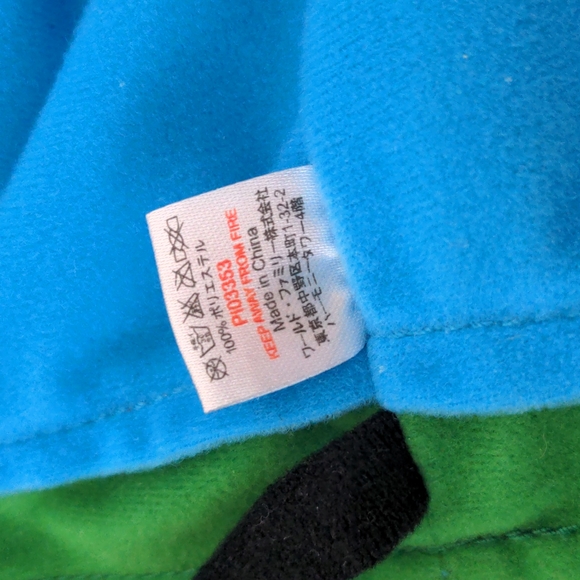 100% ポリエステル
PI03353
KEEP AWAY FROM FIRE
Made in China
ワールド・ファミリー株式会社
東京都中野区本町1-32-2
ハーモニータワー4階